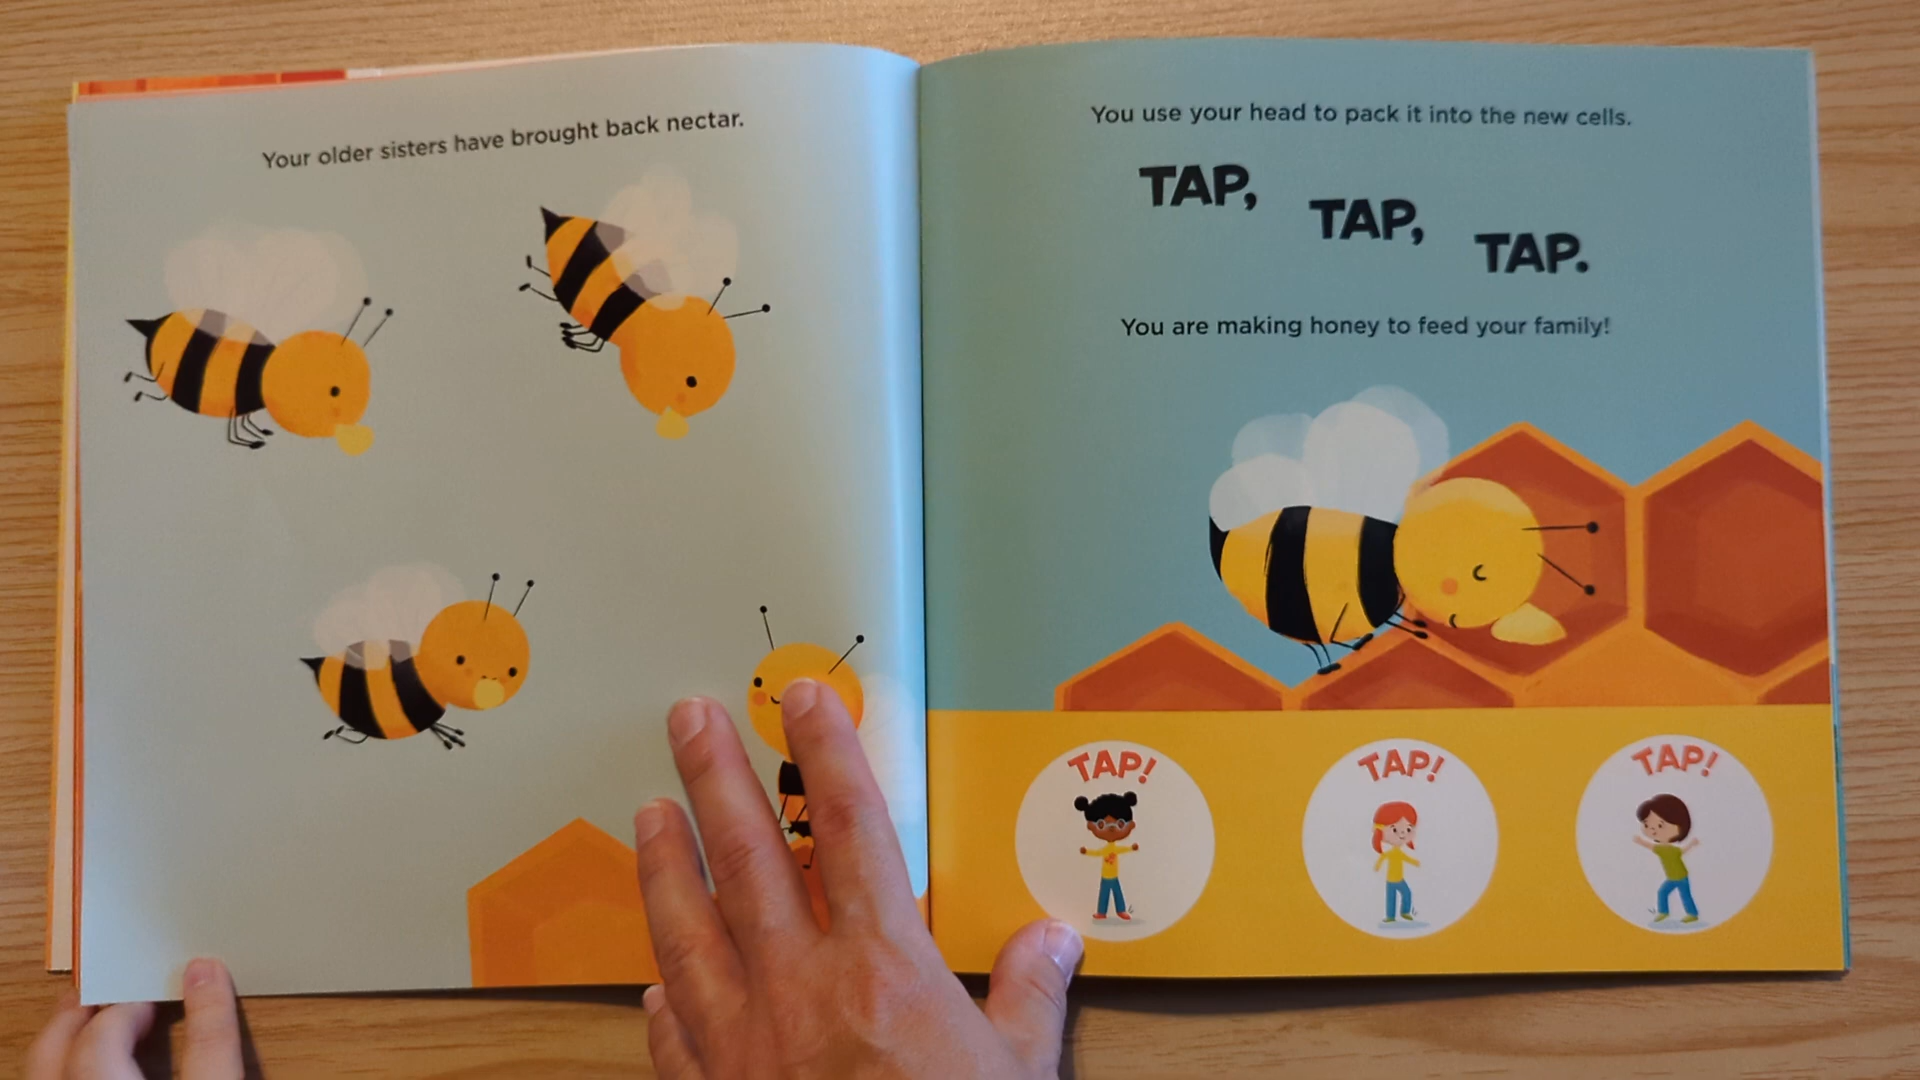 Your older sisters have brought back nectar.
You use your head to pack it into the new cells.
TAP,
TAP,
TAP.
You are making honey to feed your family!
TAP!
TAP!
TAP!